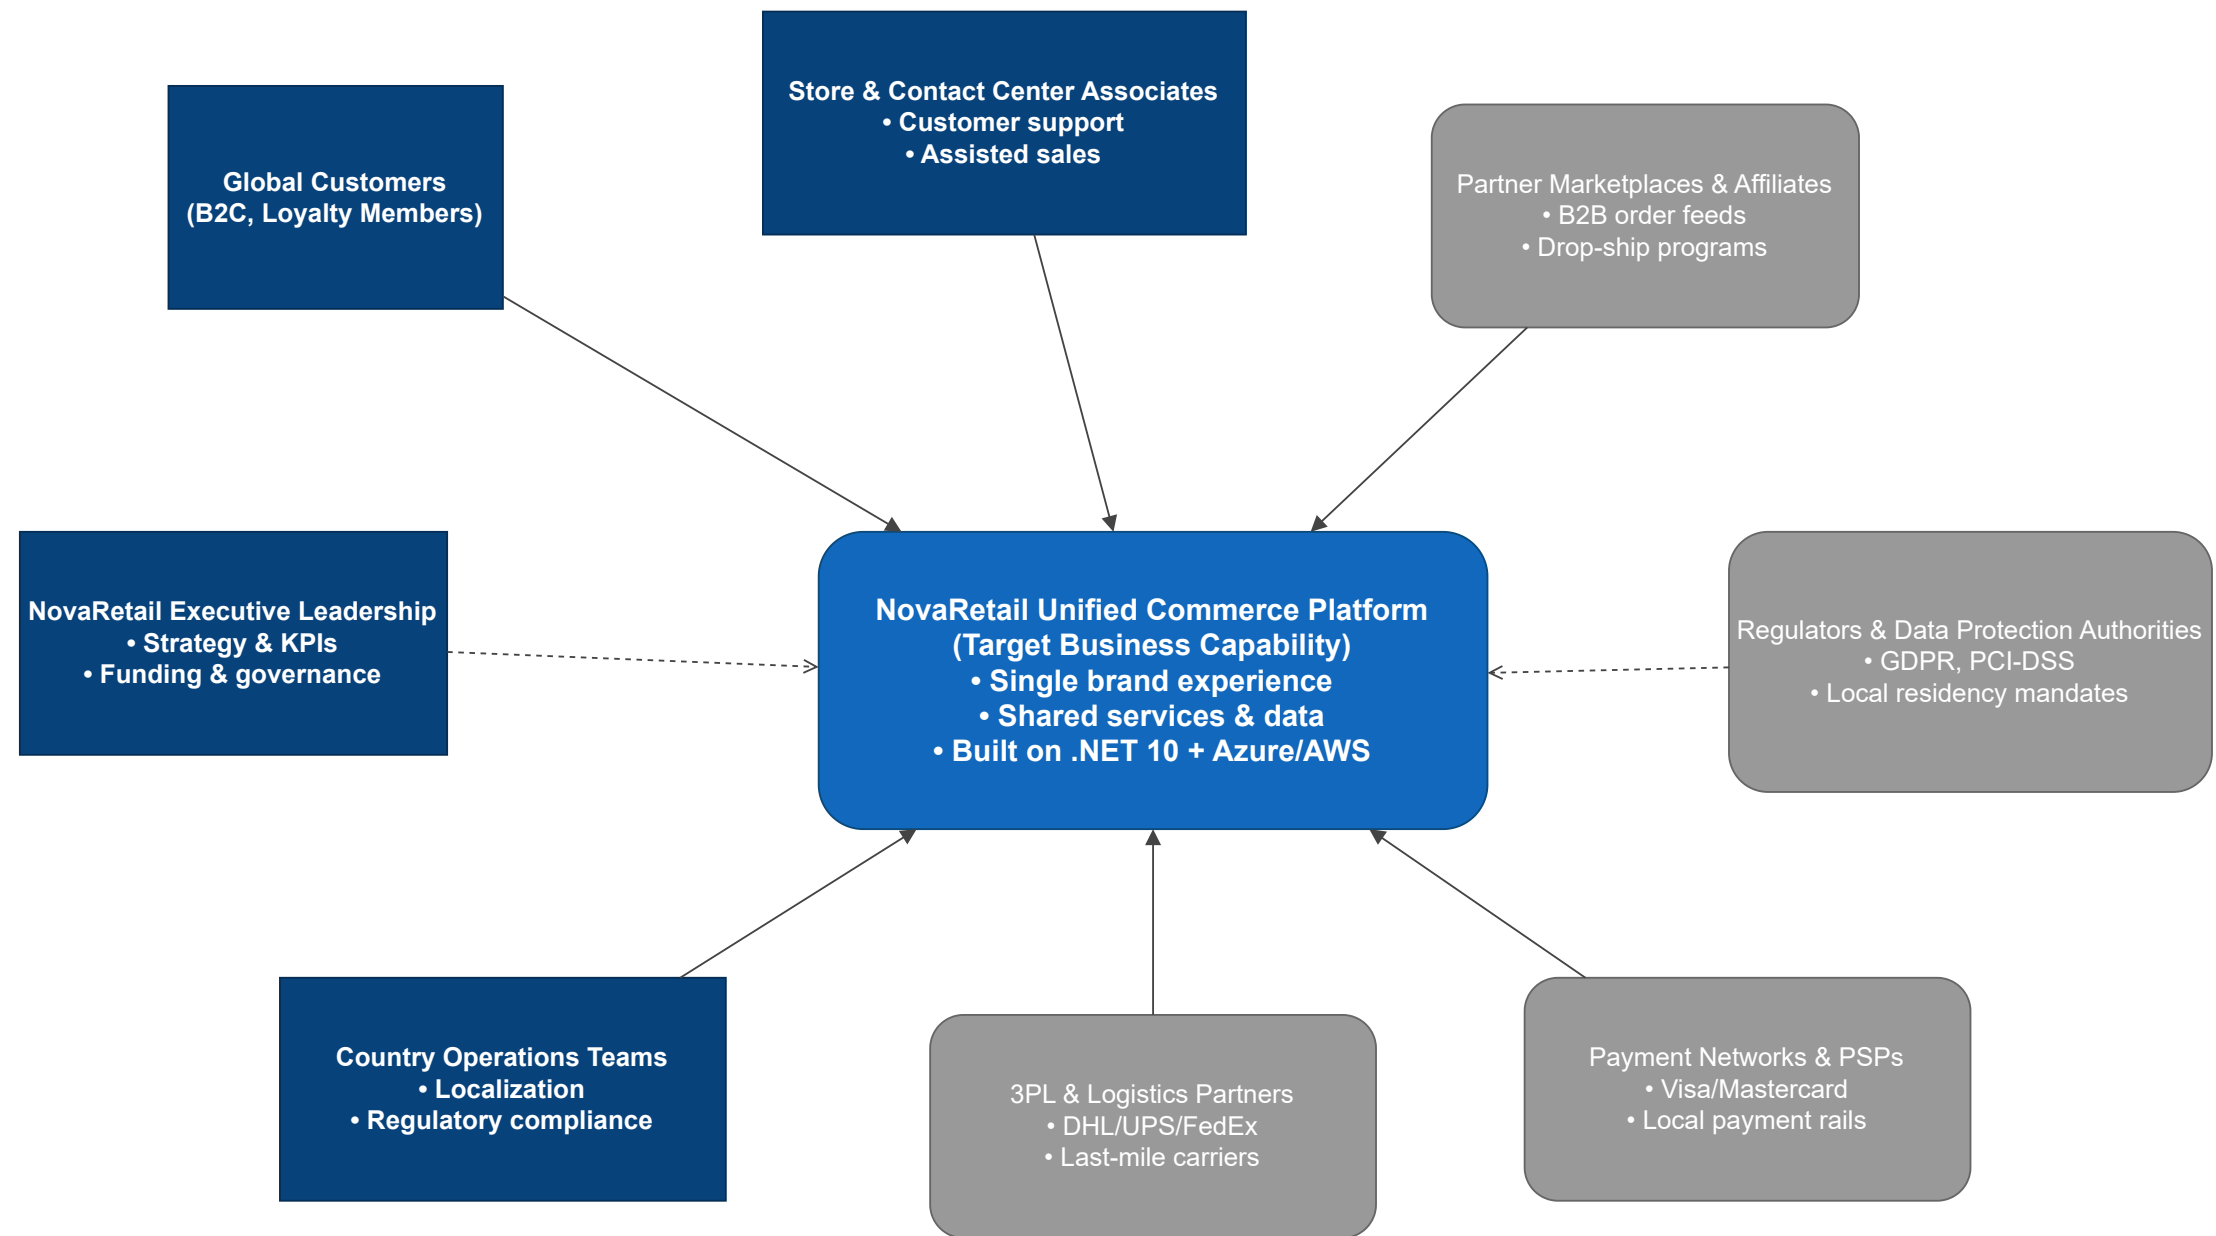 Store & Contact Center Associates
• Customer support
• Assisted sales
Global Customers
(B2C, Loyalty Members)
Partner Marketplaces & Affiliates
• B2B order feeds
• Drop-ship programs
NovaRetail Executive Leadership
• Strategy & KPIs
• Funding & governance
NovaRetail Unified Commerce Platform
(Target Business Capability)
• Single brand experience
• Shared services & data
• Built on .NET 10 + Azure/AWS
Regulators & Data Protection Authorities
• GDPR, PCI-DSS
• Local residency mandates
Country Operations Teams
• Localization
• Regulatory compliance
3PL & Logistics Partners
• DHL/UPS/FedEx
• Last-mile carriers
Payment Networks & PSPs
• Visa/Mastercard
• Local payment rails